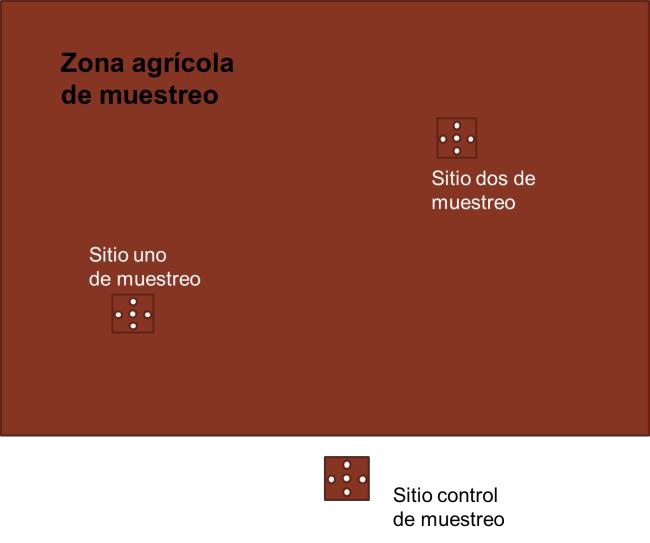 Zona agrícola
de muestreo
Sitio dos de
muestreo
Sitio uno
de muestreo
Sitio control
de muestreo